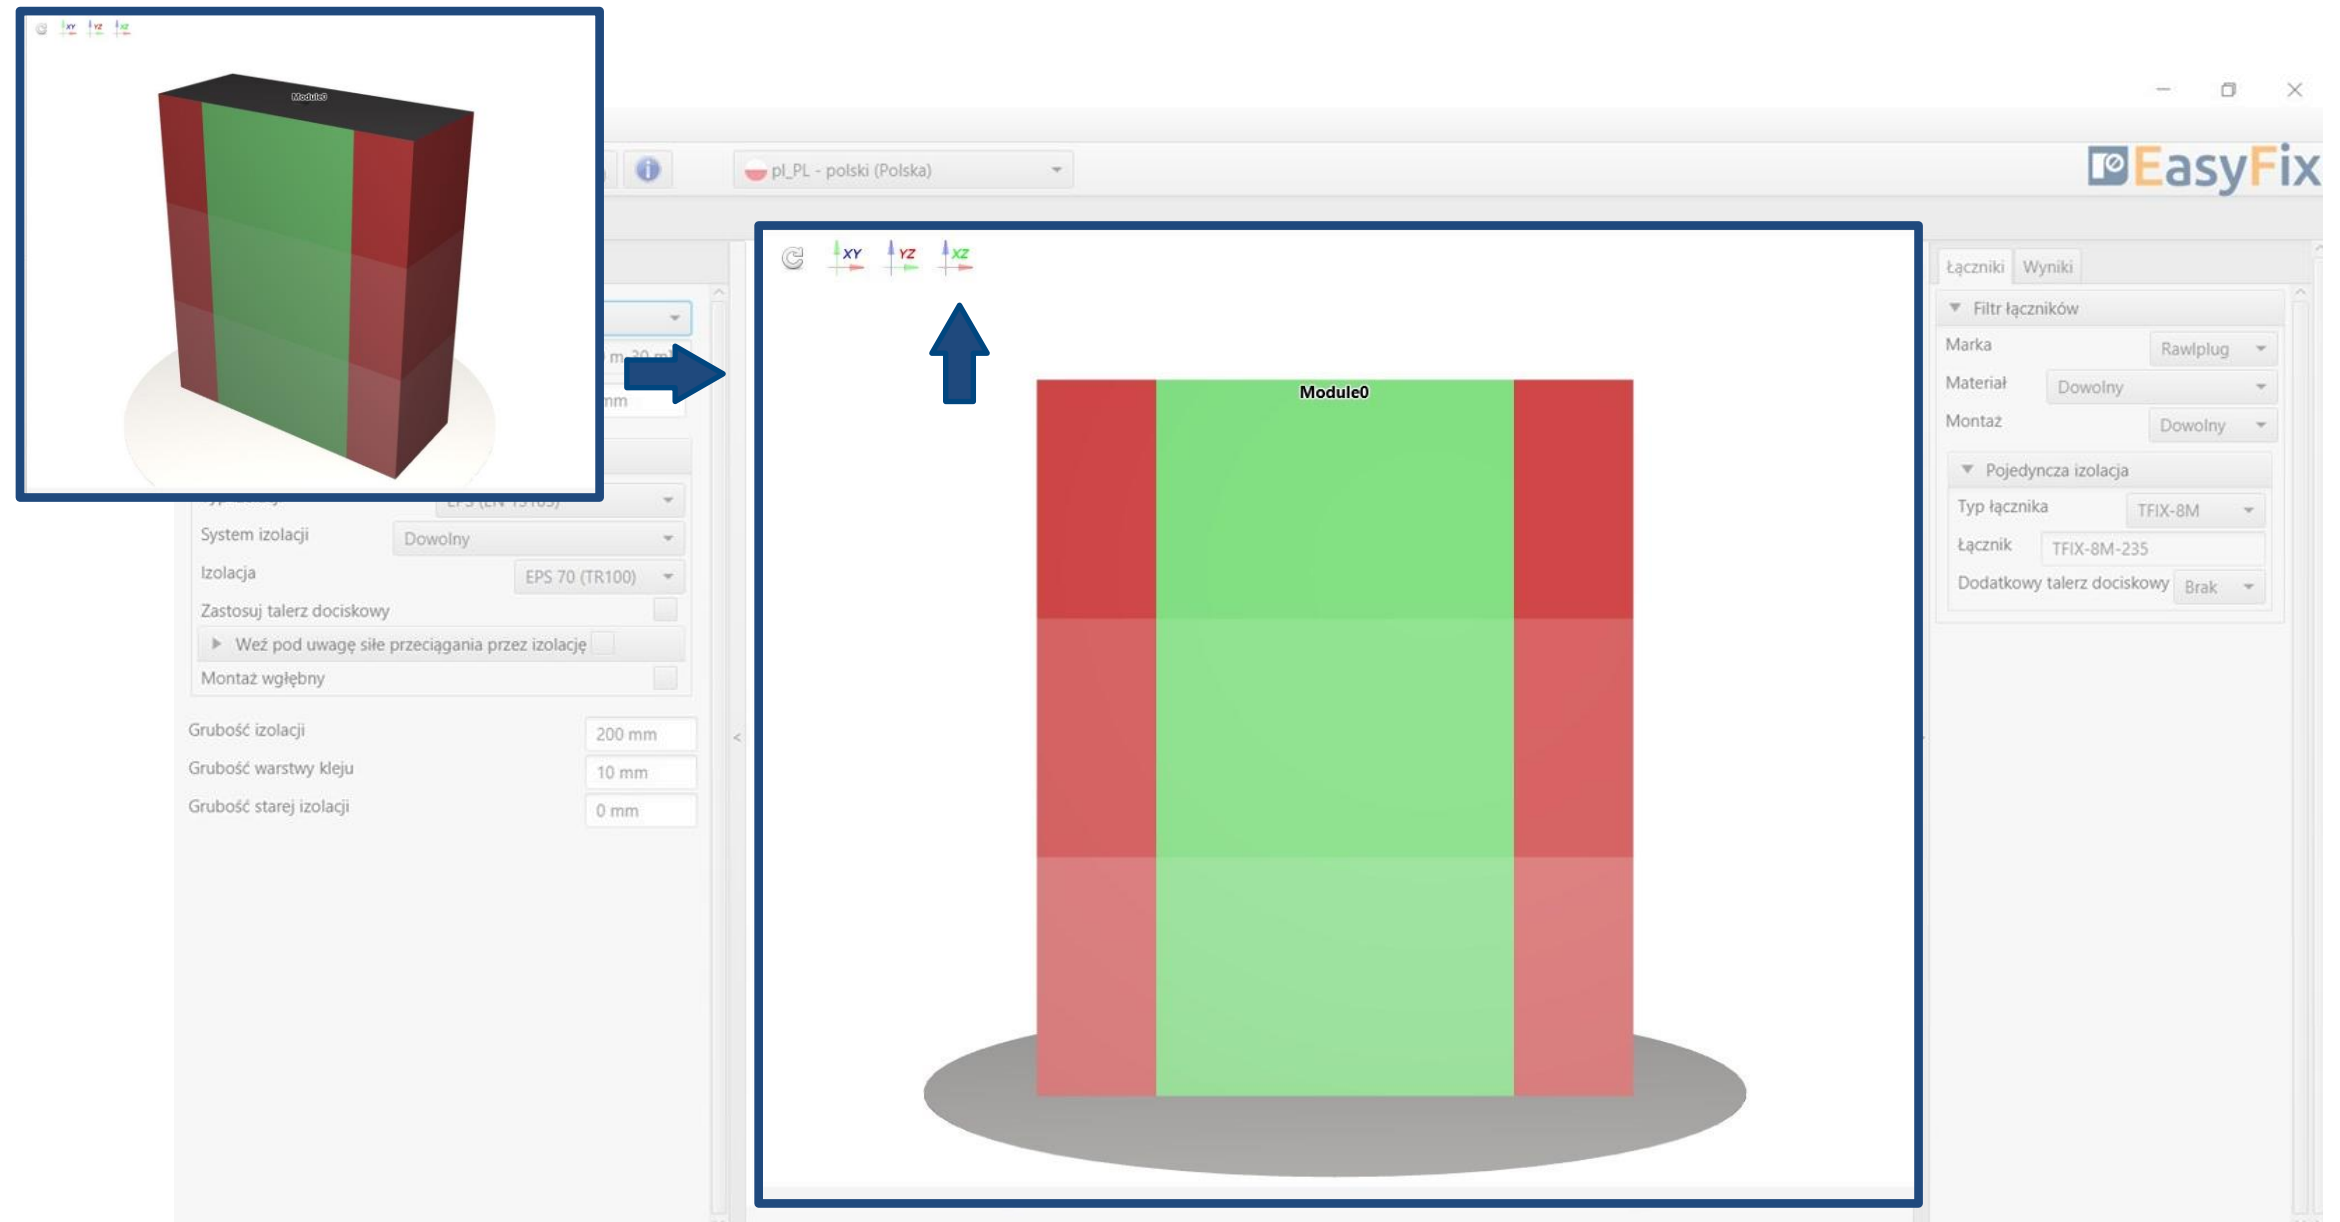 XY YZ XZ
Module0
pl_PL - polski (Polska)
EasyFix
XY YZ XZ
Module0
mm
System izolacji Dowolny
Izolacja EPS 70 (TR100)
Zastosuj talerz dociskowy
Weź pod uwagę siłe przeciągania przez izolację
Montaż wgłębny
Grubość izolacji 200 mm
Grubość warstwy kleju 10 mm
Grubość starej izolacji 0 mm
<
Łączniki Wyniki
Filtr łączników
Marka Rawlplug
Materiał Dowolny
Montaż Dowolny
Pojedyncza izolacja
Typ łącznika TFIX-8M
Łącznik TFIX-8M-235
Dodatkowy talerz dociskowy Brak